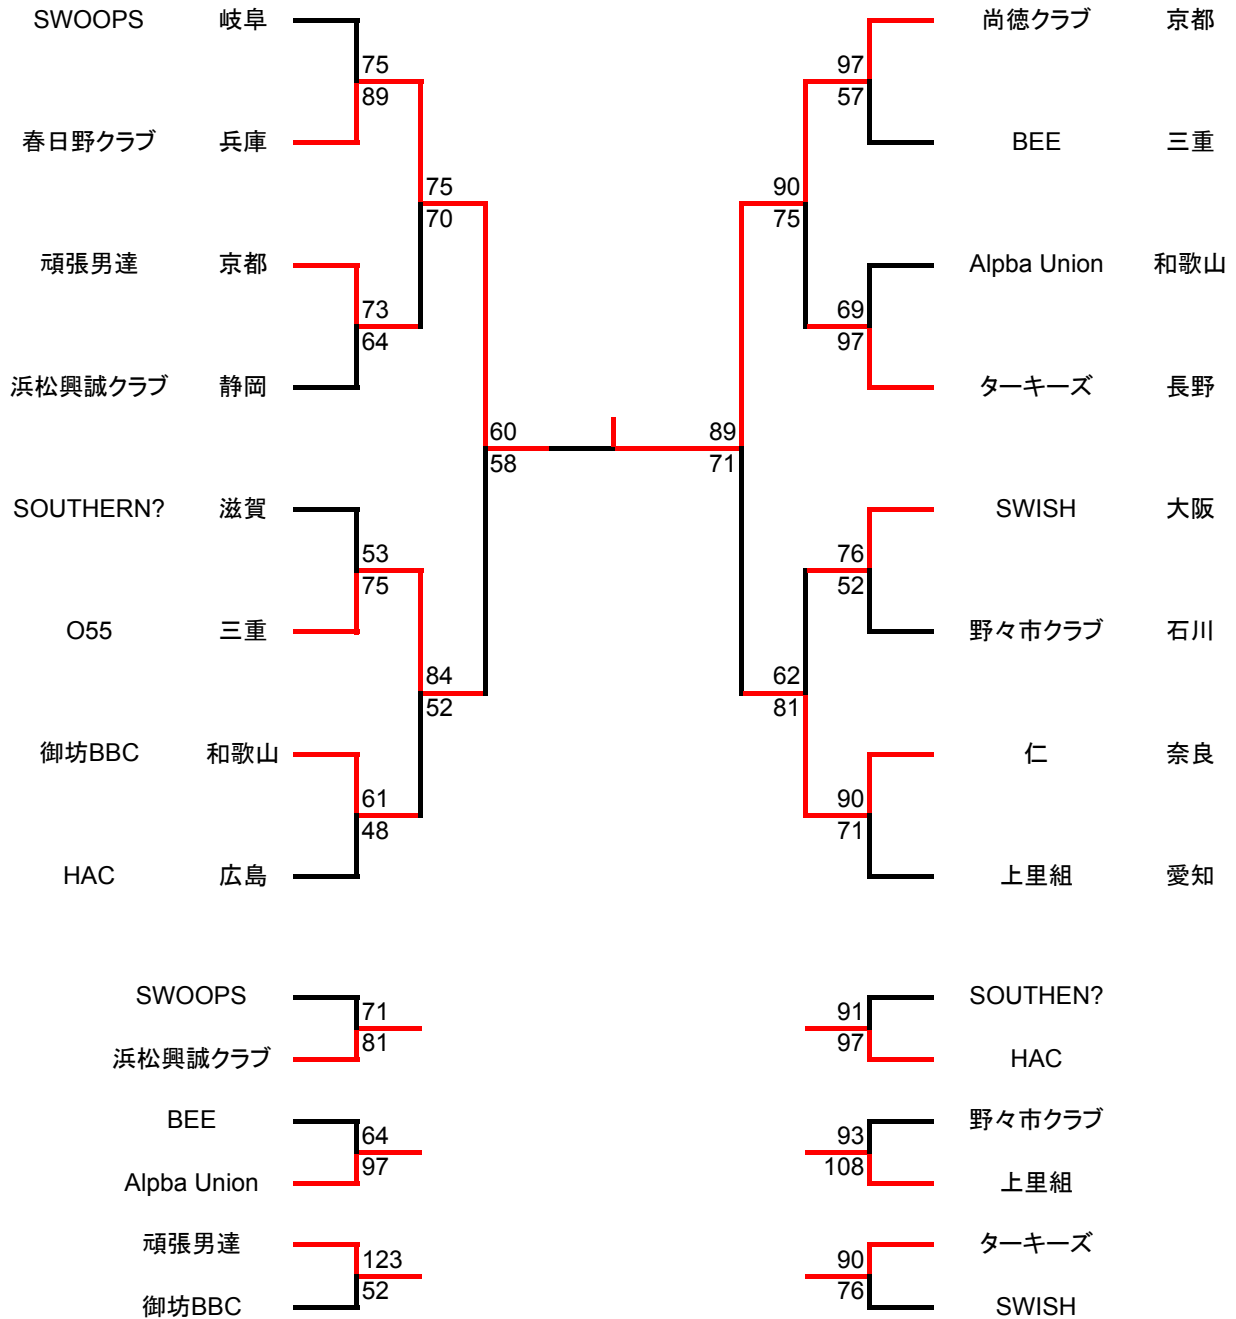 SWOOPS 岐阜
75
89
春日野クラブ 兵庫
75
70
頑張男達 京都
73
64
浜松興誠クラブ 静岡
60
58
SOUTHERN? 滋賀
53
75
O55 三重
84
52
御坊BBC 和歌山
61
48
HAC 広島
尚徳クラブ 京都
97
57
BEE 三重
90
75
Alpba Union 和歌山
69
97
ターキーズ 長野
89
71
SWISH 大阪
76
52
野々市クラブ 石川
62
81
仁 奈良
90
71
上里組 愛知
SWOOPS
71
81
浜松興誠クラブ
BEE
64
97
Alpba Union
頑張男達
123
52
御坊BBC
SOUTHEN?
91
97
HAC
野々市クラブ
93
108
上里組
ターキーズ
90
76
SWISH